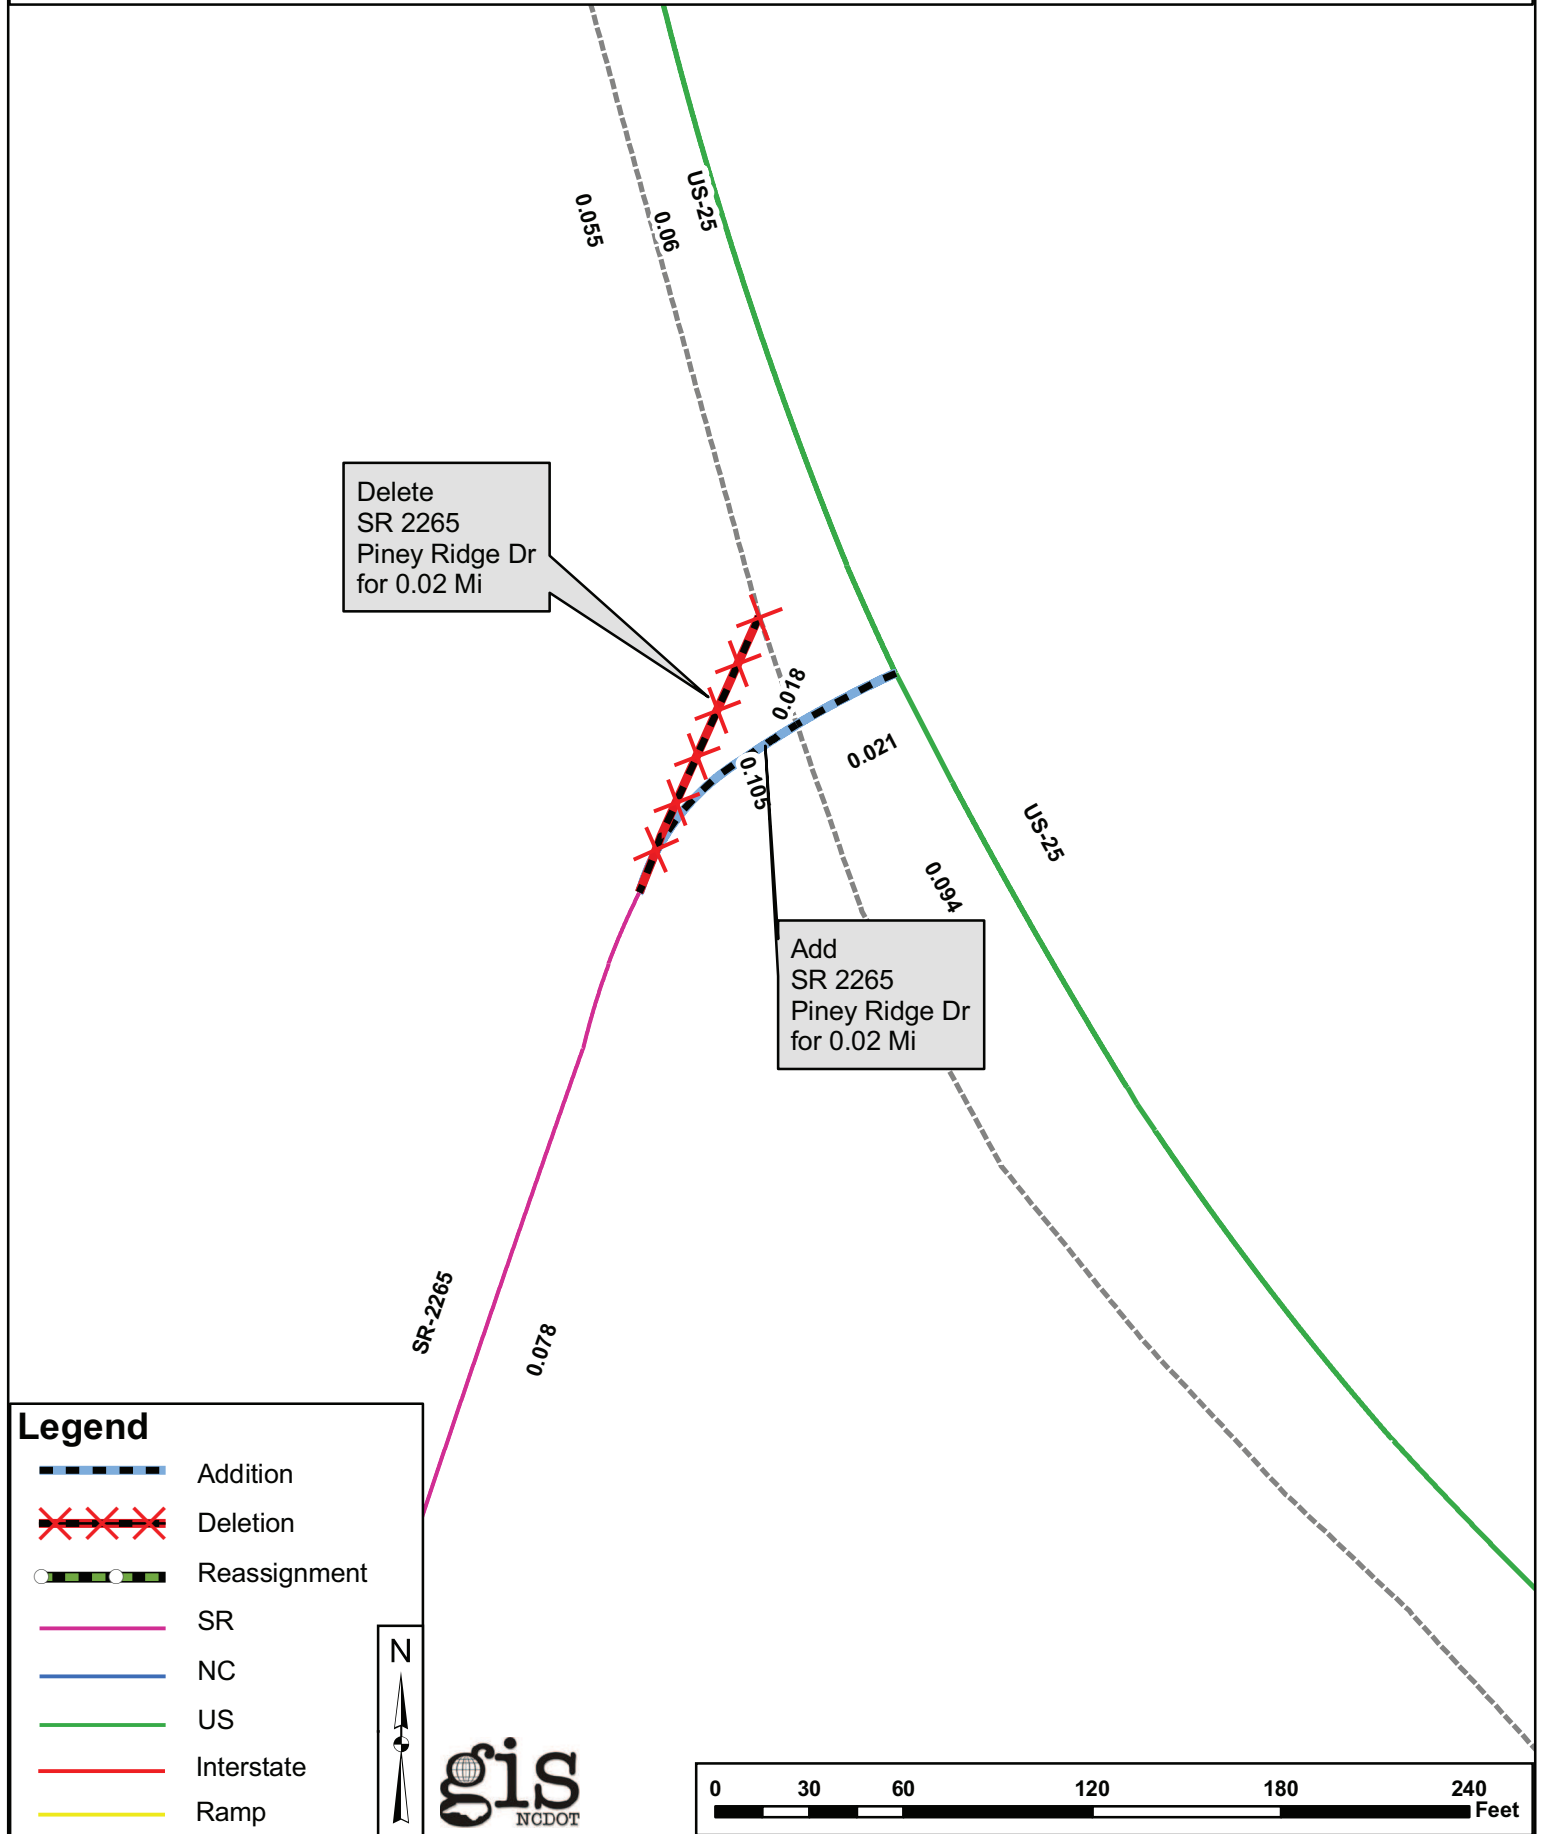 US-25
0.055
0.06
Delete
SR 2265
Piney Ridge Dr
for 0.02 Mi
0.018
0.021
0.105
US-25
0.094
Add
SR 2265
Piney Ridge Dr
for 0.02 Mi
SR-2265
0.078
Legend
Addition
Deletion
Reassignment
SR
NC
US
Interstate
Ramp
N
gis
NCDOT
0 30 60 120 180 240
Feet